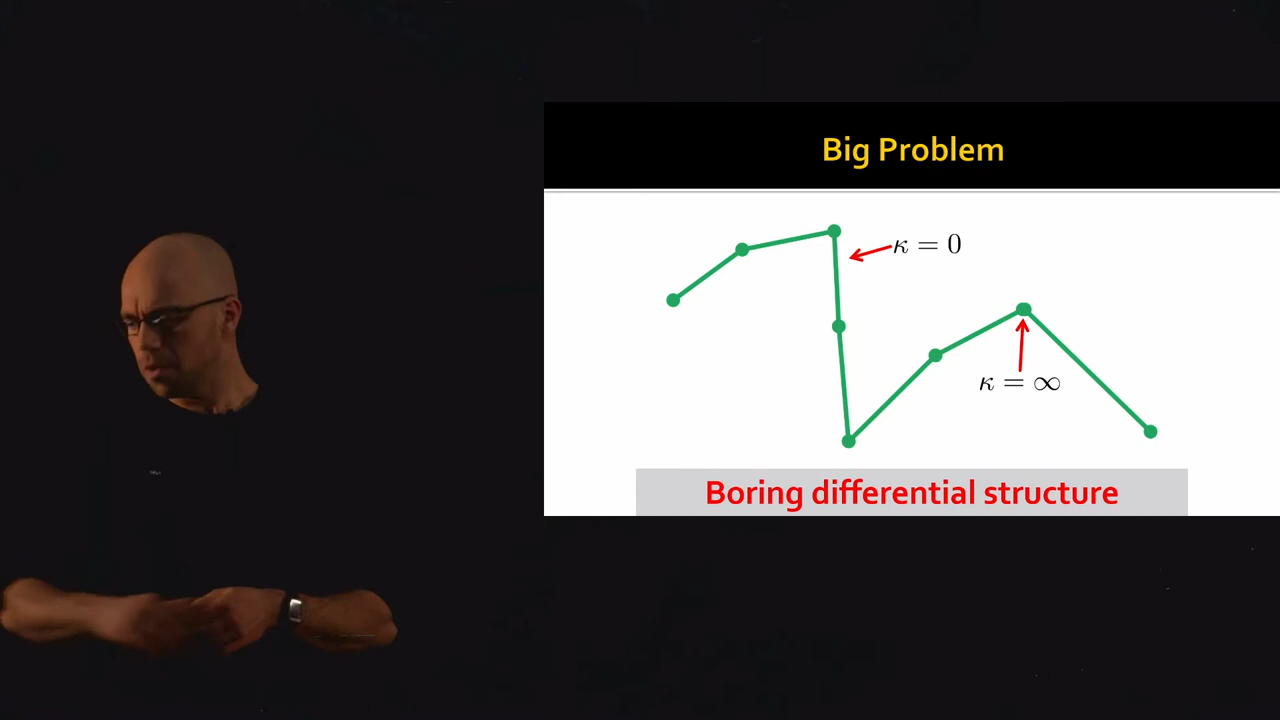 Big Problem
κ = 0
κ = ∞
Boring differential structure